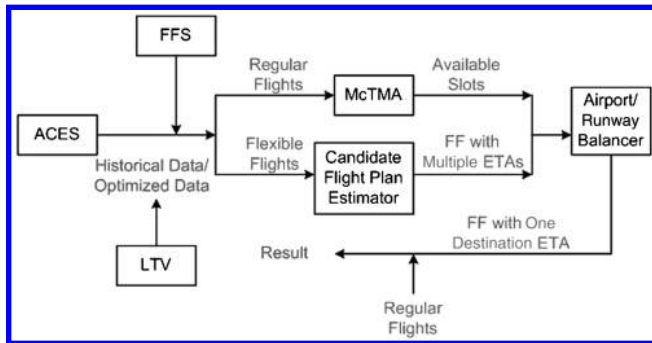 FFS
Regular
Flights
McTMA
Available
Slots
Airport/
Runway
Balancer
ACES
Historical Data/
Optimized Data
Flexible
Flights
Candidate
Flight Plan
Estimator
FF with
Multiple ETAs
LTV
FF with One
Destination ETA
Result
Regular
Flights